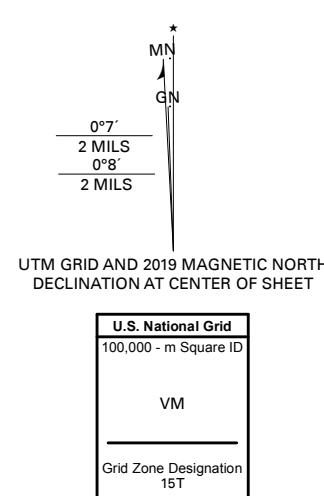 ★
MN
GN
0°7´
2 MILS
0°8´
2 MILS
UTM GRID AND 2019 MAGNETIC NORTH
DECLINATION AT CENTER OF SHEET
U.S. National Grid
100,000 - m Square ID
VM
Grid Zone Designation
15T